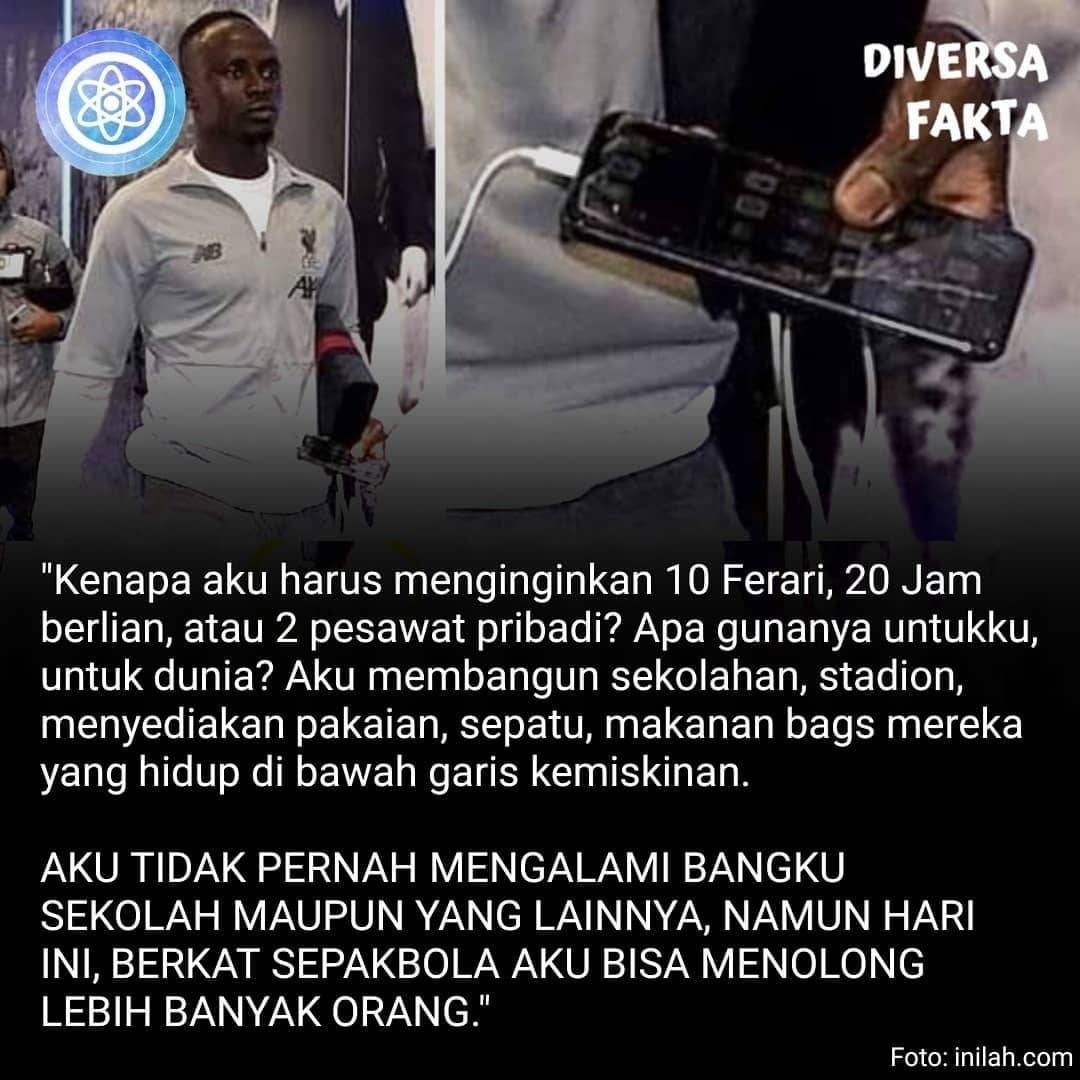 DIVERSA
FAKTA
NB
"Kenapa aku harus menginginkan 10 Ferari, 20 Jam
berlian, atau 2 pesawat pribadi? Apa gunanya untukku,
untuk dunia? Aku membangun sekolahan, stadion,
menyediakan pakaian, sepatu, makanan bags mereka
yang hidup di bawah garis kemiskinan.
AKU TIDAK PERNAH MENGALAMI BANGKU
SEKOLAH MAUPUN YANG LAINNYA, NAMUN HARI
INI, BERKAT SEPAKBOLA AKU BISA MENOLONG
LEBIH BANYAK ORANG."
Foto: inilah.com